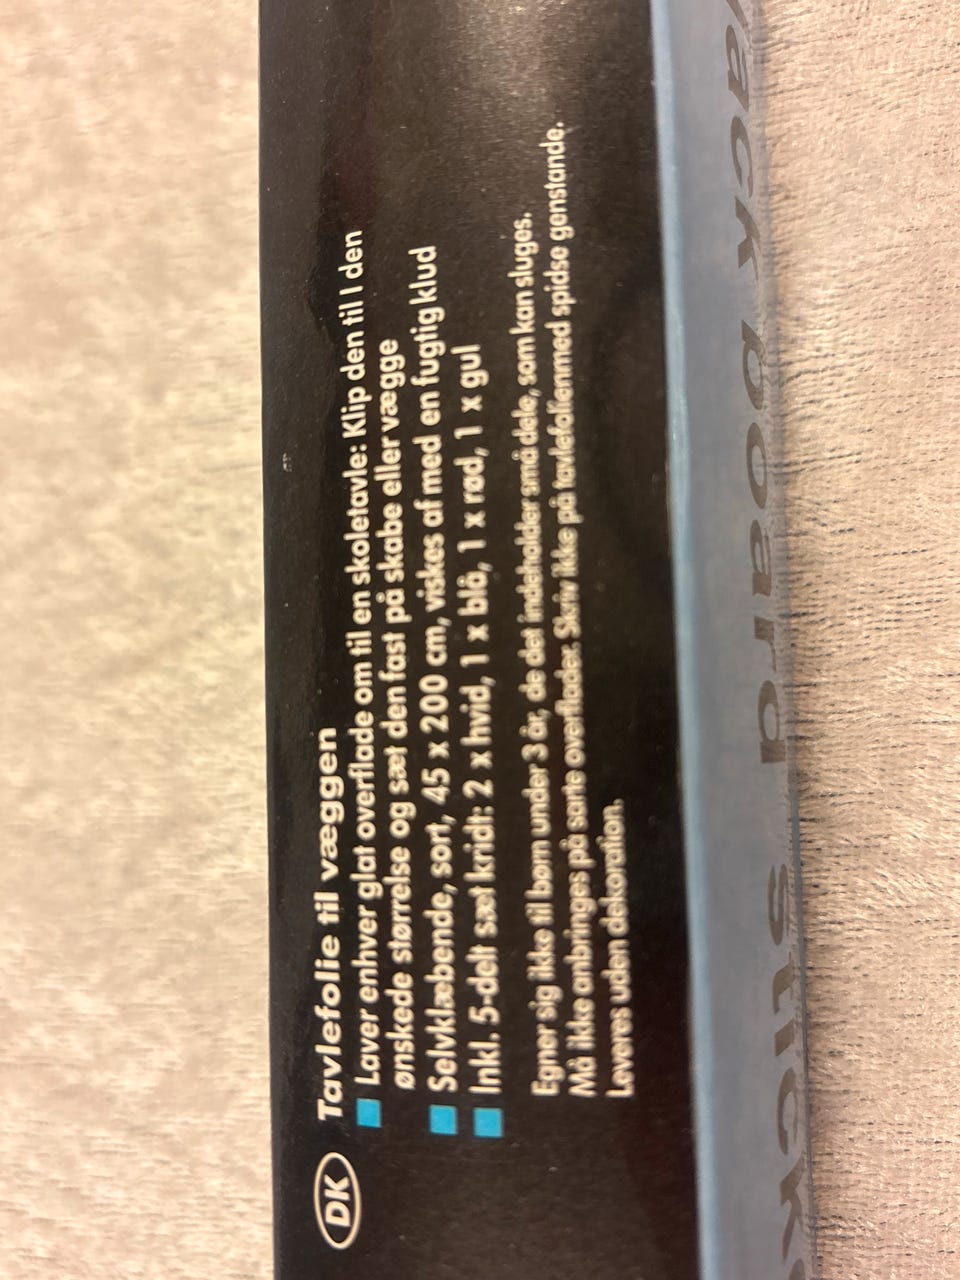 DK Tavlefolie til væggen
Laver enhver glat overflade om til en skoletavle: Klip den til I den
ønskede størrelse og sæt den fast på skabe eller vægge
Selvklæbende, sort, 45 x 200 cm, viskes af med en fugtig klud
Inkl. 5-delt sæt kridt: 2 x hvid, 1 x blå, 1 x rød, 1 x gul
Egner sig ikke til børn under 3 år, de det indeholder små dele, som kan sluges.
Må ikke anbringes på sarte overflader. Skriv ikke på tavlefolienmed spidse genstande.
Leveres uden dekoration.
board stick